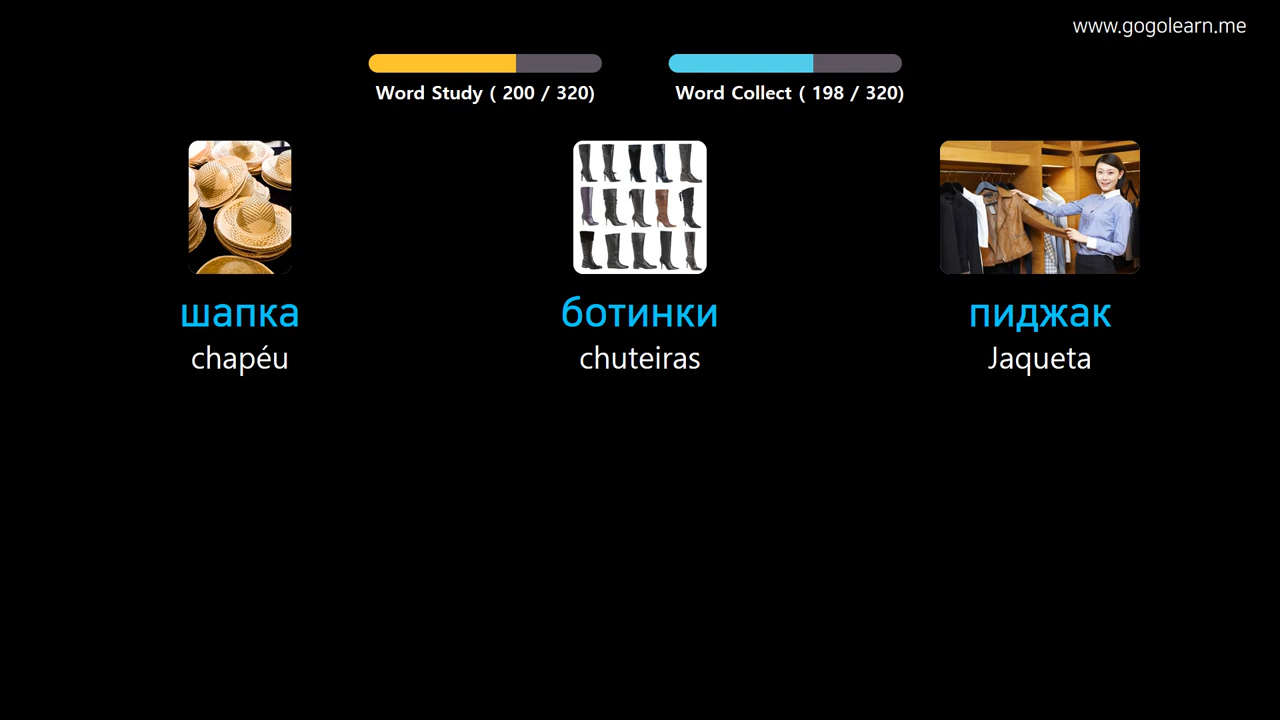 www.gogolearn.me
Word Study ( 200 / 320)
Word Collect ( 198 / 320)
шапка
chapéu
ботинки
chuteiras
пиджак
Jaqueta